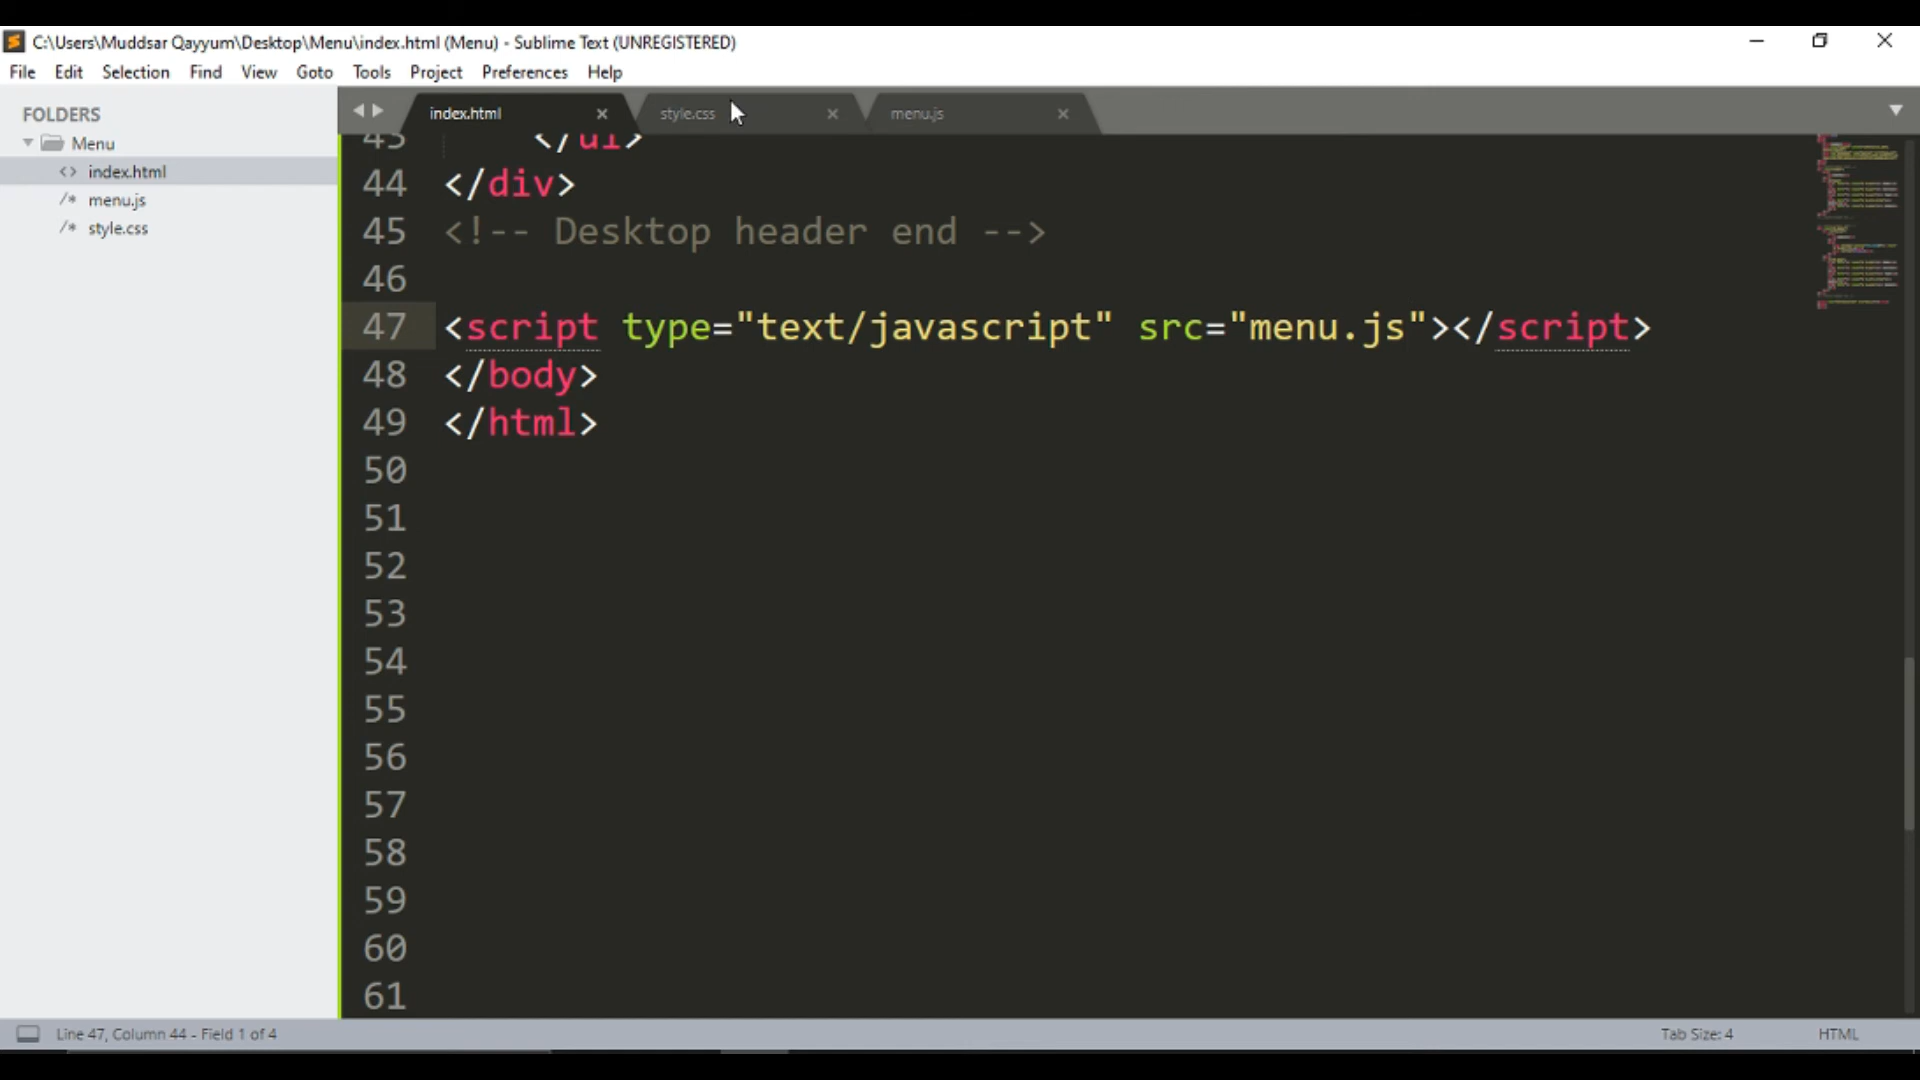 C:\Users\Muddsar Qayyum\Desktop\Menu\index.html (Menu) - Sublime Text (UNREGISTERED)
File Edit Selection Find View Goto Tools Project Preferences Help
FOLDERS
Menu
<> index.html
/* menu.js
/* style.css
index.html × style.css × menu.js ×
43 </ul>
44 </div>
45 <!-- Desktop header end -->
46
47 <script type="text/javascript" src="menu.js"></script>
48 </body>
49 </html>
50
51
52
53
54
55
56
57
58
59
60
61
Line 47, Column 44 - Field 1 of 4 Tab Size: 4 HTML